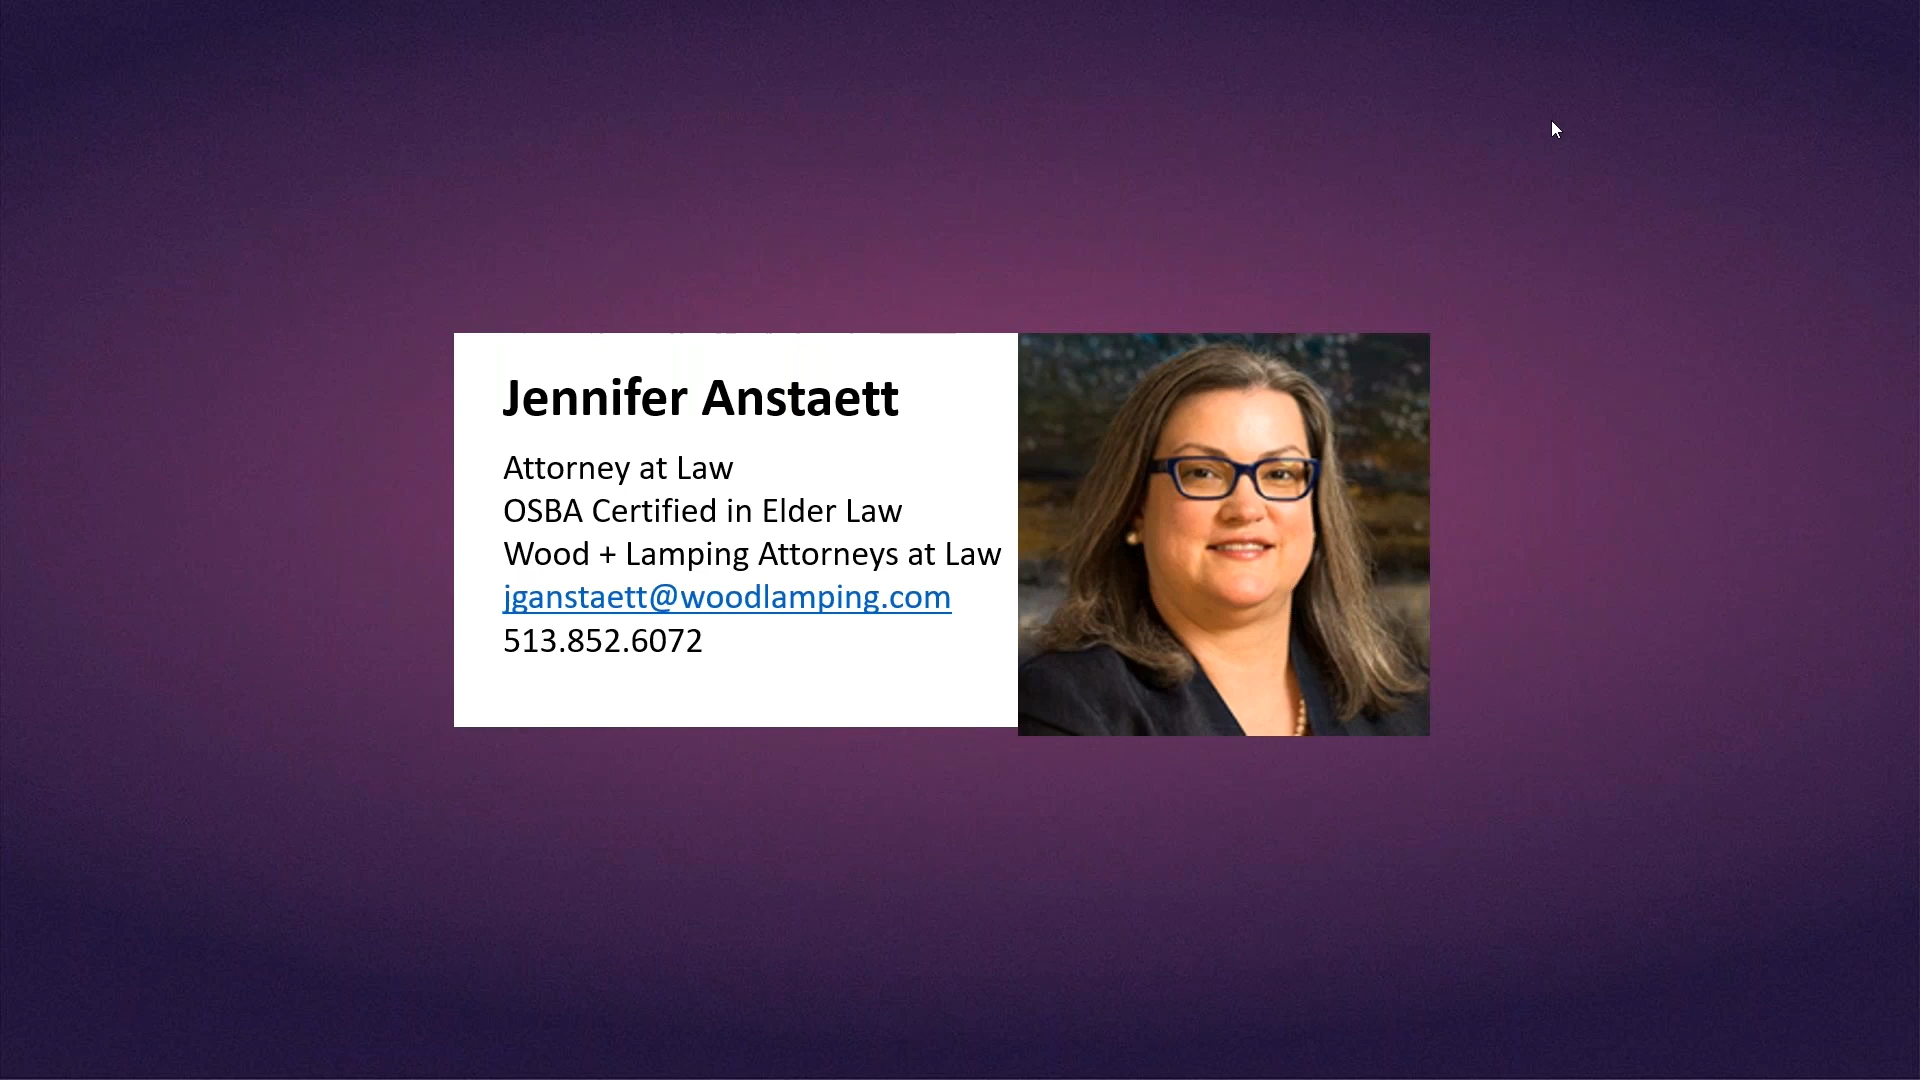 Jennifer Anstaett
Attorney at Law
OSBA Certified in Elder Law
Wood + Lamping Attorneys at Law
jganstaett@woodlamping.com
513.852.6072